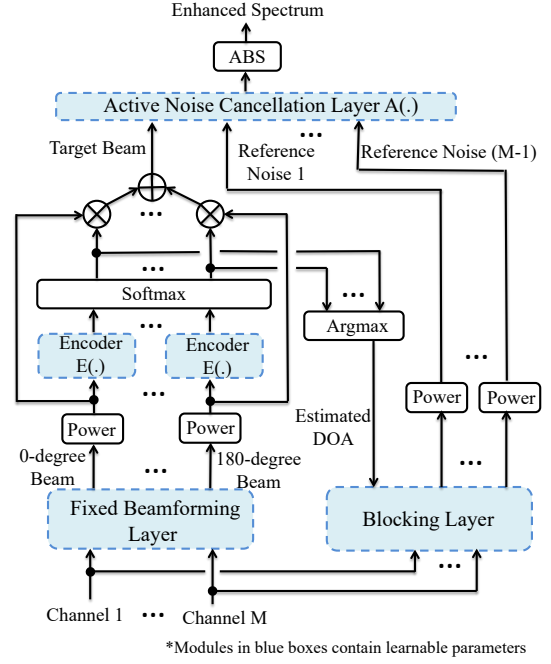 Enhanced Spectrum
ABS
Active Noise Cancellation Layer A(.)
Target Beam
Reference
Noise 1
Reference Noise (M-1)
...
...
...
Softmax
...
Argmax
...
Encoder
E(.)
Encoder
E(.)
...
Power
Power
Estimated
DOA
Power
Power
...
0-degree
Beam
...
180-degree
Beam
...
Fixed Beamforming
Layer
Blocking Layer
...
Channel 1
...
Channel M
*Modules in blue boxes contain learnable parameters